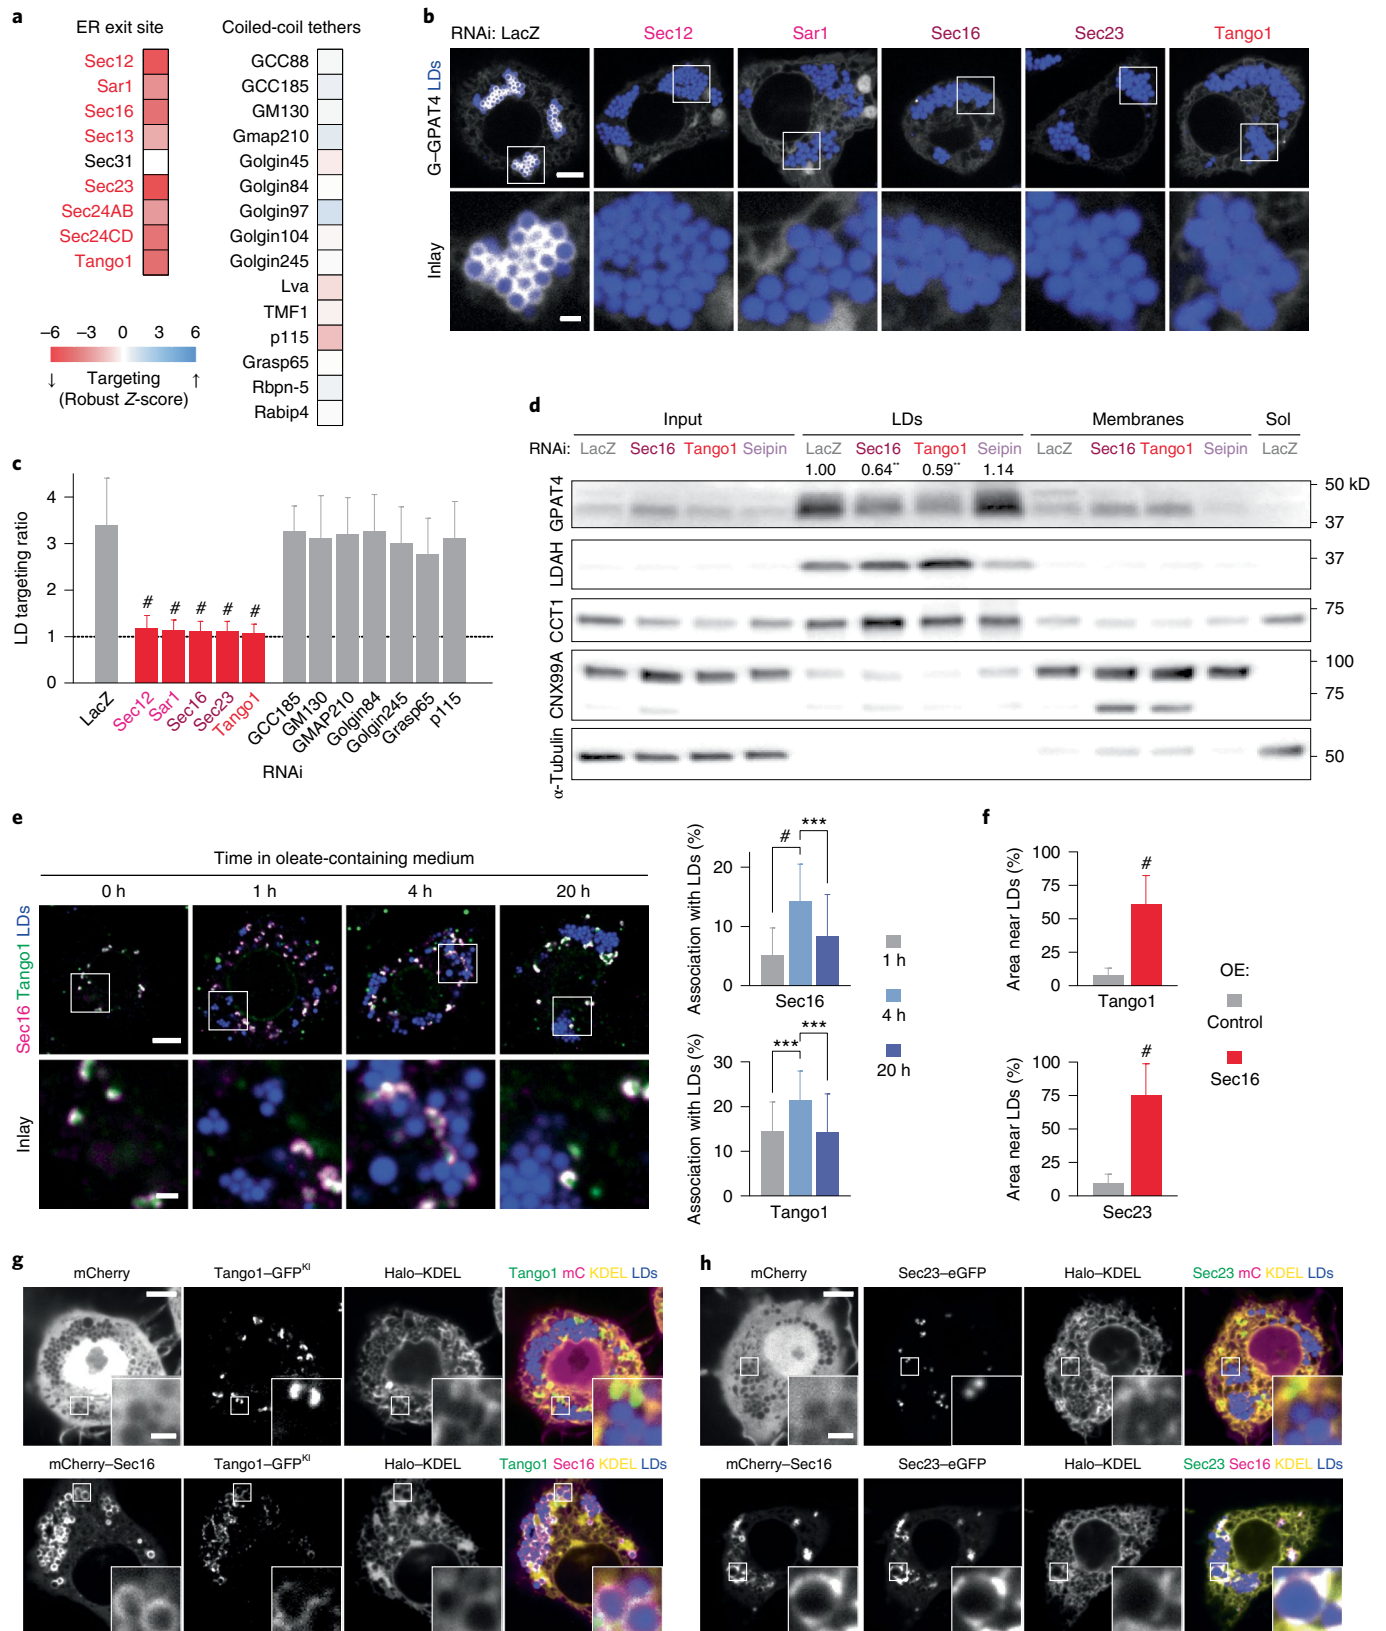 a
ER exit site
Sec12
Sar1
Sec16
Sec13
Sec31
Sec23
Sec24AB
Sec24CD
Tango1
−6 −3 0 3 6
↓ Targeting ↑
(Robust Z-score)
Coiled-coil tethers
GCC88
GCC185
GM130
Gmap210
Golgin45
Golgin84
Golgin97
Golgin104
Golgin245
Lva
TMF1
p115
Grasp65
Rbpn-5
Rabip4
b
RNAi: LacZ Sec12 Sar1 Sec16 Sec23 Tango1
G–GPAT4 LDs
Inlay
c
LD targeting ratio
4
3
2
1
0
# # # # #
LacZ Sec12 Sar1 Sec16 Sec23 Tango1 GCC185 GM130 GMAP210 Golgin84 Golgin245 Grasp65 p115
RNAi
d
Input LDs Membranes Sol
RNAi: LacZ Sec16 Tango1 Seipin LacZ Sec16 Tango1 Seipin LacZ Sec16 Tango1 Seipin LacZ
1.00 0.64** 0.59** 1.14
GPAT4 50 kD
37
LDAH 37
CCT1 75
CNX99A 100
75
α-Tubulin 50
e
Time in oleate-containing medium
0 h 1 h 4 h 20 h
Sec16 Tango1 LDs
Inlay
Association with LDs (%)
20
10
0
# ***
Sec16
Association with LDs (%)
30
20
10
0
*** ***
Tango1
1 h
4 h
20 h
f
Area near LDs (%)
100
75
50
25
0
#
Tango1
Area near LDs (%)
100
75
50
25
0
#
Sec23
OE:
Control
Sec16
g
mCherry Tango1–GFPKI Halo–KDEL Tango1 mC KDEL LDs
mCherry–Sec16 Tango1–GFPKI Halo–KDEL Tango1 Sec16 KDEL LDs
h
mCherry Sec23–eGFP Halo–KDEL Sec23 mC KDEL LDs
mCherry–Sec16 Sec23–eGFP Halo–KDEL Sec23 Sec16 KDEL LDs